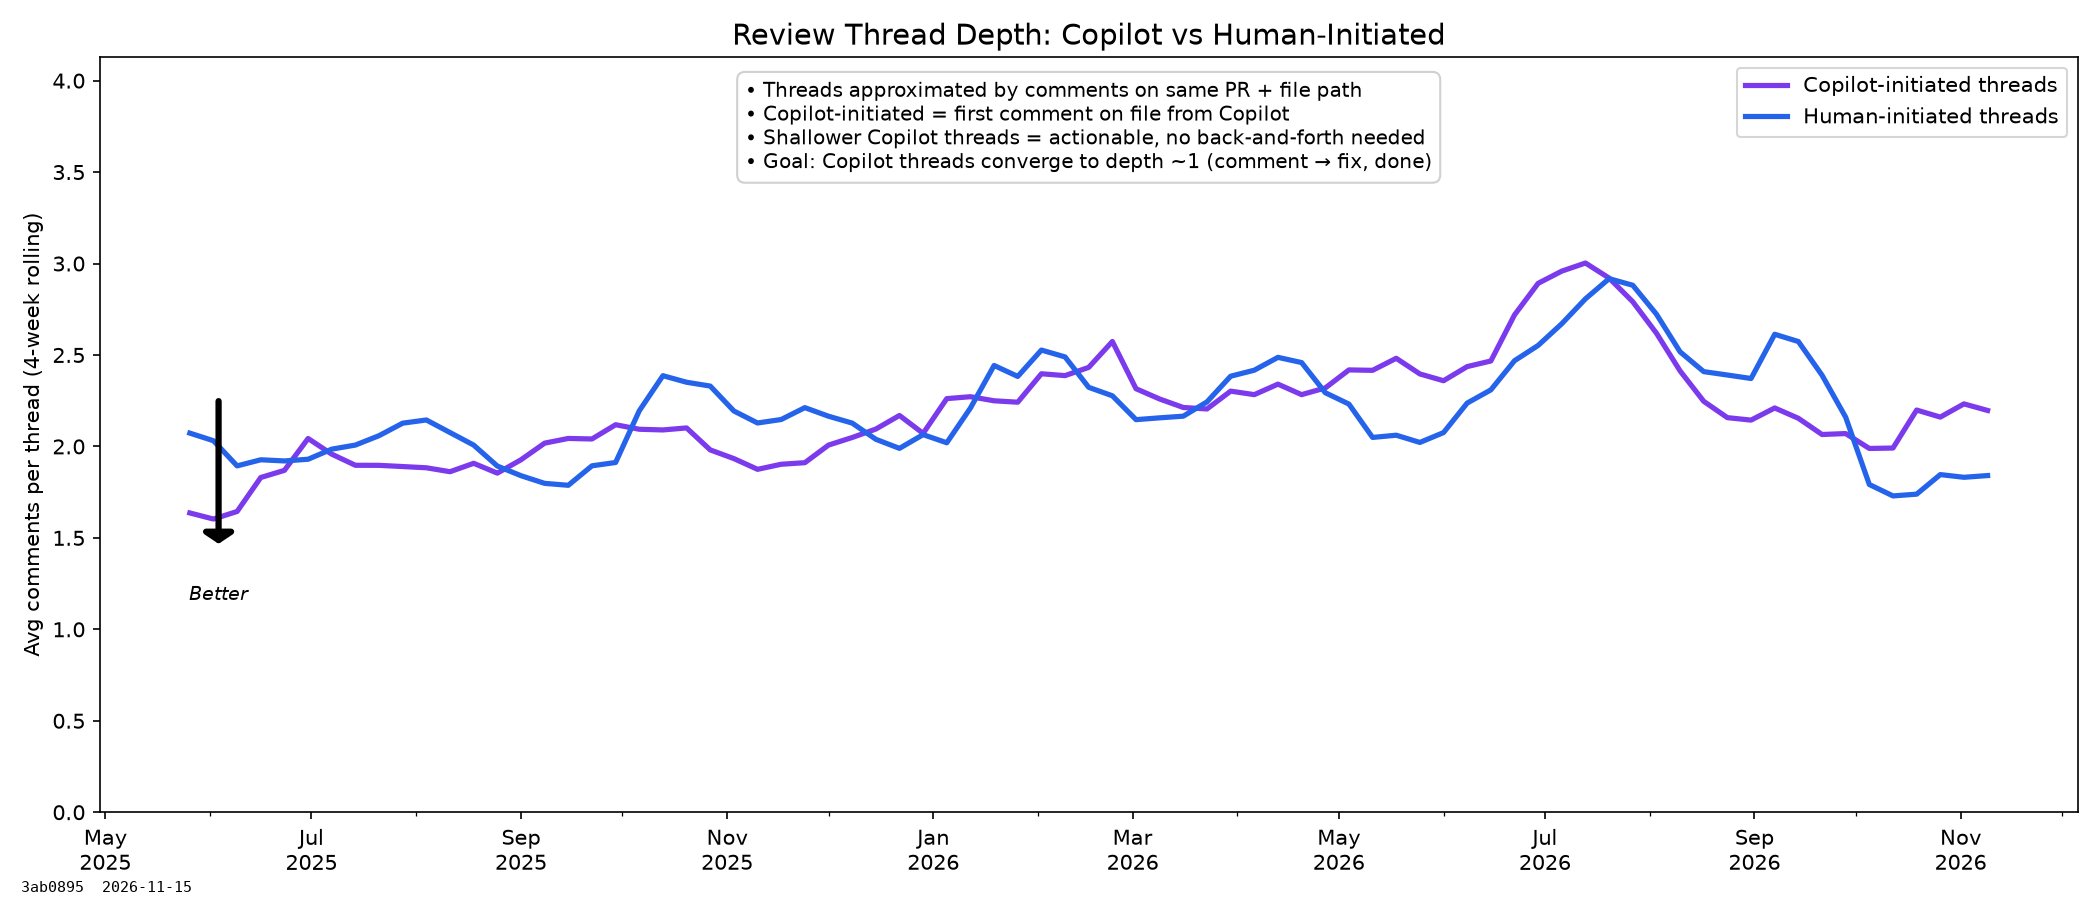 Review Thread Depth: Copilot vs Human-Initiated
• Threads approximated by comments on same PR + file path
• Copilot-initiated = first comment on file from Copilot
• Shallower Copilot threads = actionable, no back-and-forth needed
• Goal: Copilot threads converge to depth ~1 (comment → fix, done)
Copilot-initiated threads
Human-initiated threads
Avg comments per thread (4-week rolling)
4.0
3.5
3.0
2.5
2.0
1.5
1.0
0.5
0.0
Better
May Jul Sep Nov Jan Mar May Jul Sep Nov
2025 2025 2025 2025 2026 2026 2026 2026 2026 2026
3ab0895 2026-11-15